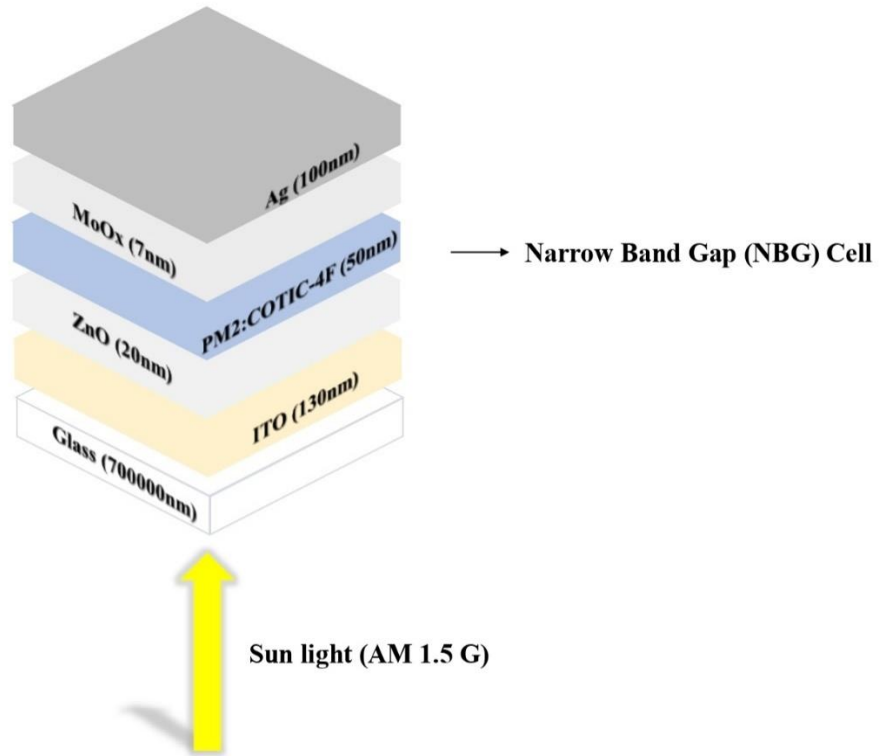 Ag (100nm)
MoOx (7nm)
PM2:COTIC-4F (50nm)
Narrow Band Gap (NBG) Cell
ZnO (20nm)
ITO (130nm)
Glass (700000nm)
Sun light (AM 1.5 G)